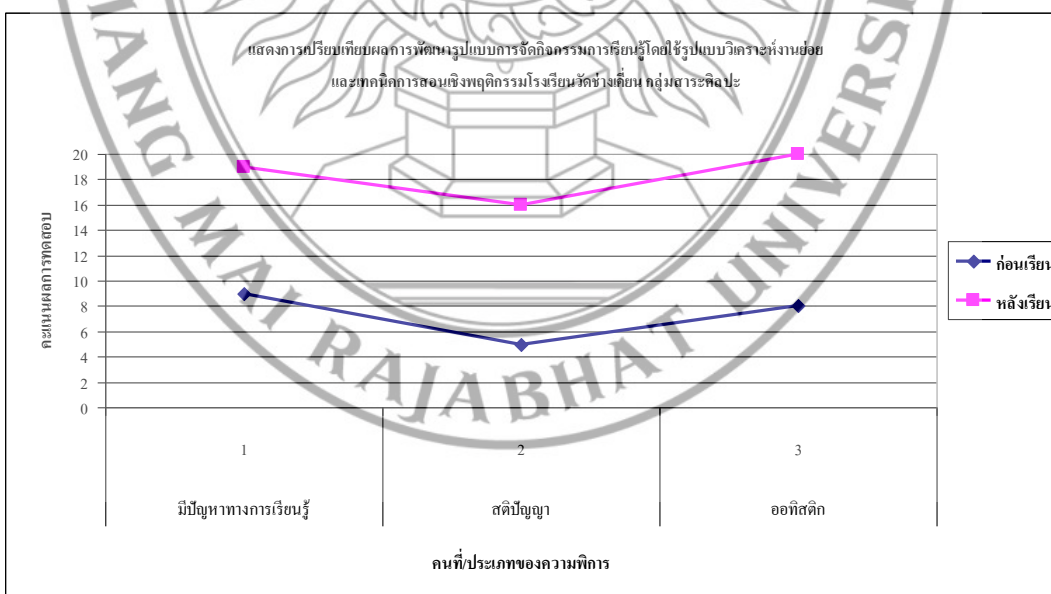 แสดงการเปรียบเทียบผลการพัฒนารูปแบบการจัดกิจกรรมการเรียนรู้โดยใช้รูปแบบวิเคราะห์งานย่อย
และเทคนิคการสอนเชิงพฤติกรรมโรงเรียนวัดช่างเคี่ยน กลุ่มสาระศิลปะ
20
18
16
14
12
10
8
6
4
2
0
คะแนนผลการทดสอบ
ก่อนเรียน
หลังเรียน
1 2 3
มีปัญหาทางการเรียนรู้ สติปัญญา ออทิสติก
คนที่/ประเภทของความพิการ
IANG MAI RAJABHAT UNIVERS